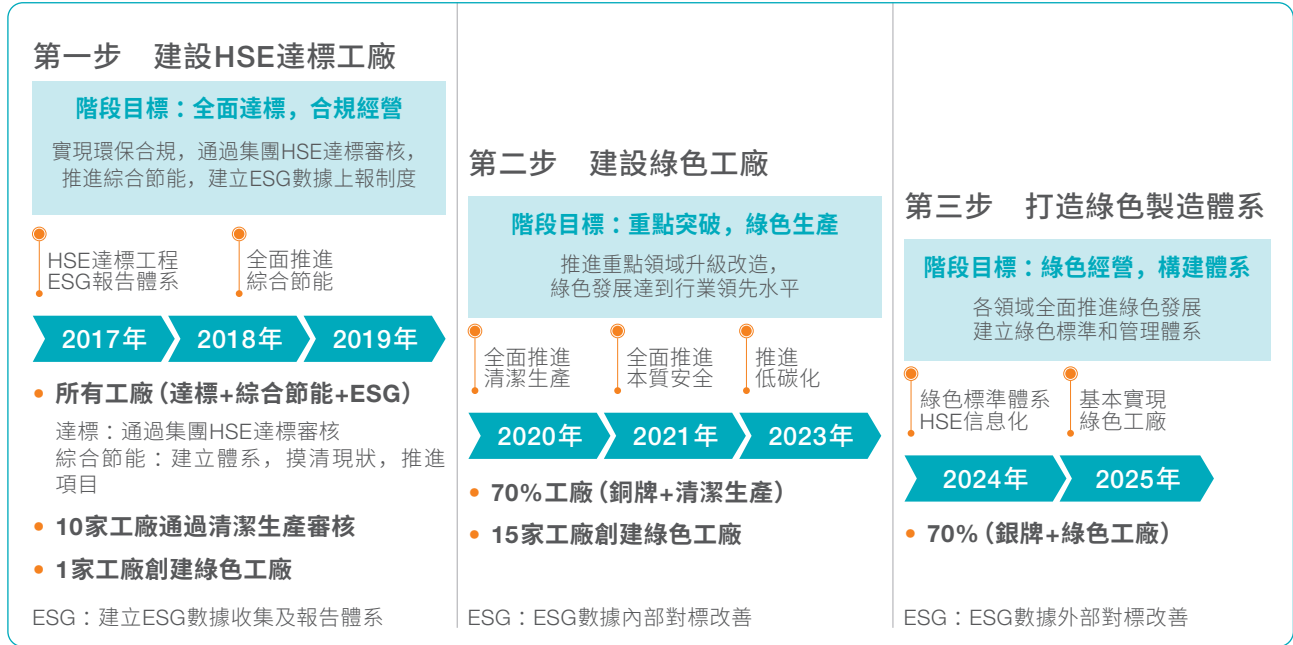 第一步 建設HSE達標工廠
階段目標：全面達標，合規經營
實現環保合規，通過集團HSE達標審核，
推進綜合節能，建立ESG數據上報制度
HSE達標工程
ESG報告體系
全面推進
綜合節能
2017年
2018年
2019年
• 所有工廠（達標+綜合節能+ESG）
達標：通過集團HSE達標審核
綜合節能：建立體系，摸清現狀，推進
項目
• 10家工廠通過清潔生產審核
• 1家工廠創建綠色工廠
ESG：建立ESG數據收集及報告體系
第二步 建設綠色工廠
階段目標：重點突破，綠色生產
推進重點領域升級改造，
綠色發展達到行業領先水平
全面推進
清潔生產
全面推進
本質安全
推進
低碳化
2020年
2021年
2023年
• 70%工廠（銅牌+清潔生產）
• 15家工廠創建綠色工廠
ESG：ESG數據內部對標改善
第三步 打造綠色製造體系
階段目標：綠色經營，構建體系
各領域全面推進綠色發展
建立綠色標準和管理體系
綠色標準體系
HSE信息化
基本實現
綠色工廠
2024年
2025年
• 70%（銀牌+綠色工廠）
ESG：ESG數據外部對標改善